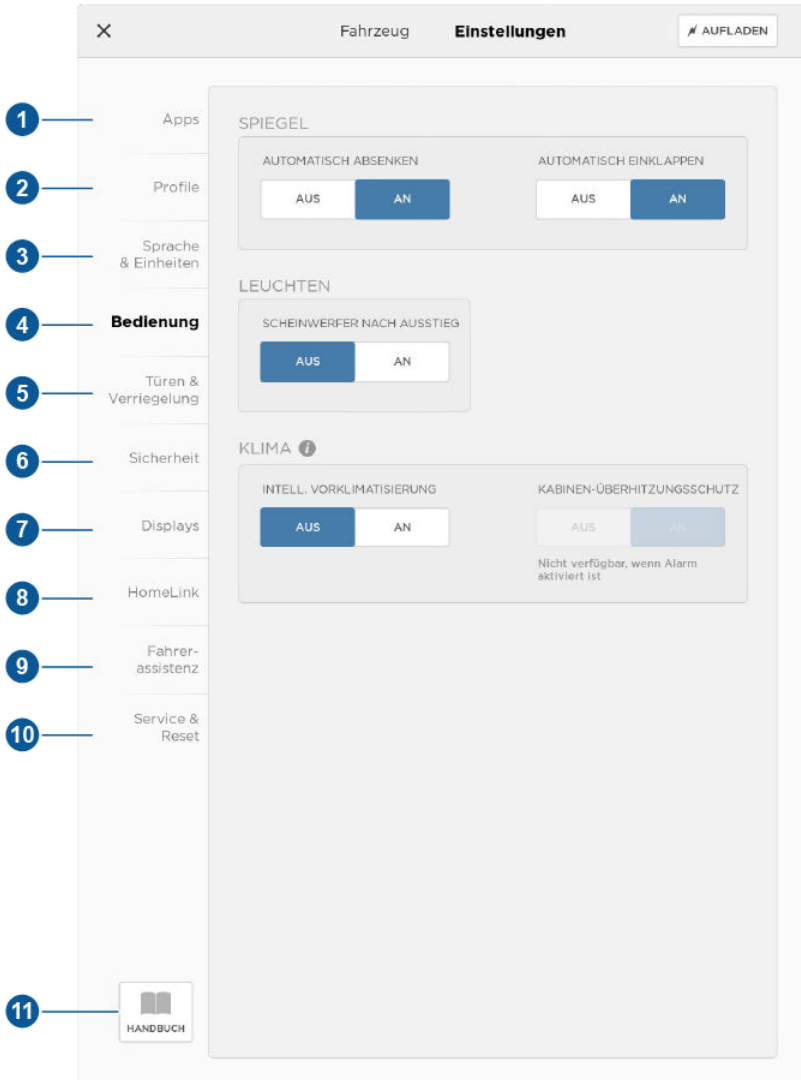 Fahrzeug Einstellungen AUFLADEN
1 Apps
2 Profile
3 Sprache
& Einheiten
4 Bedienung
5 Türen &
Verriegelung
6 Sicherheit
7 Displays
8 HomeLink
9 Fahrer-
assistenz
10 Service &
Reset
11 HANDBUCH
SPIEGEL
AUTOMATISCH ABSENKEN AUTOMATISCH EINKLAPPEN
AUS AN AUS AN
LEUCHTEN
SCHEINWERFER NACH AUSSTIEG
AUS AN
KLIMA i
INTELL. VORKLIMATISIERUNG KABINEN-ÜBERHITZUNGSSCHUTZ
AUS AN AUS AN
Nicht verfügbar, wenn Alarm
aktiviert ist